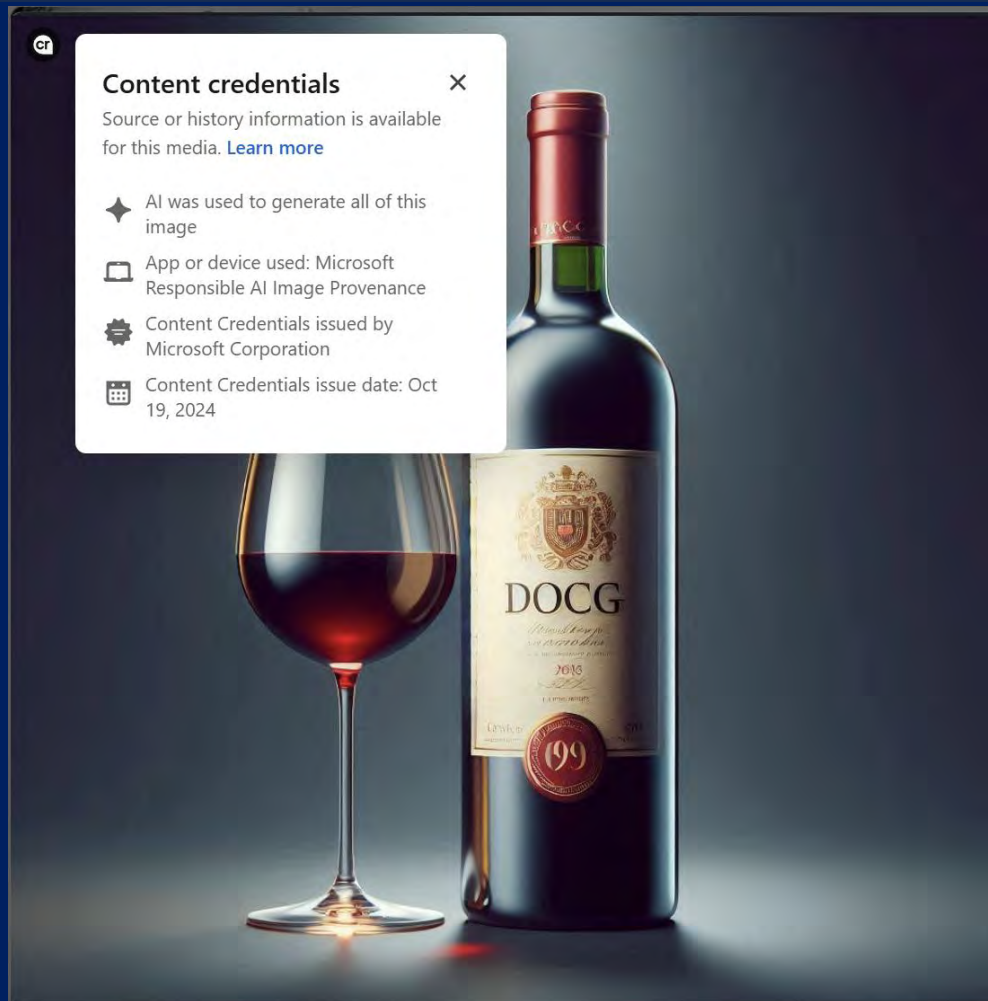 cr
Content credentials
Source or history information is available
for this media. Learn more
AI was used to generate all of this
image
App or device used: Microsoft
Responsible AI Image Provenance
Content Credentials issued by
Microsoft Corporation
Content Credentials issue date: Oct
19, 2024
DOCG
199